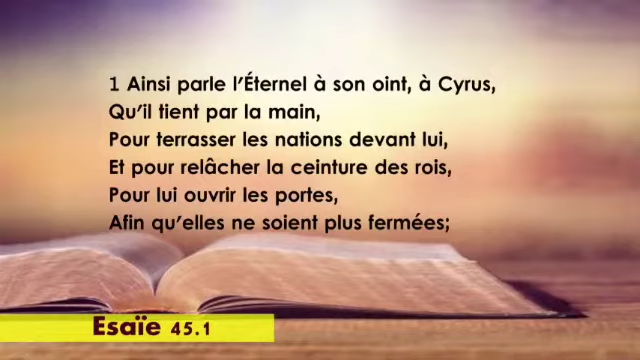 1 Ainsi parle l'Éternel à son oint, à Cyrus,
Qu'il tient par la main,
Pour terrasser les nations devant lui,
Et pour relâcher la ceinture des rois,
Pour lui ouvrir les portes,
Afin qu'elles ne soient plus fermées;
Esaïe 45.1